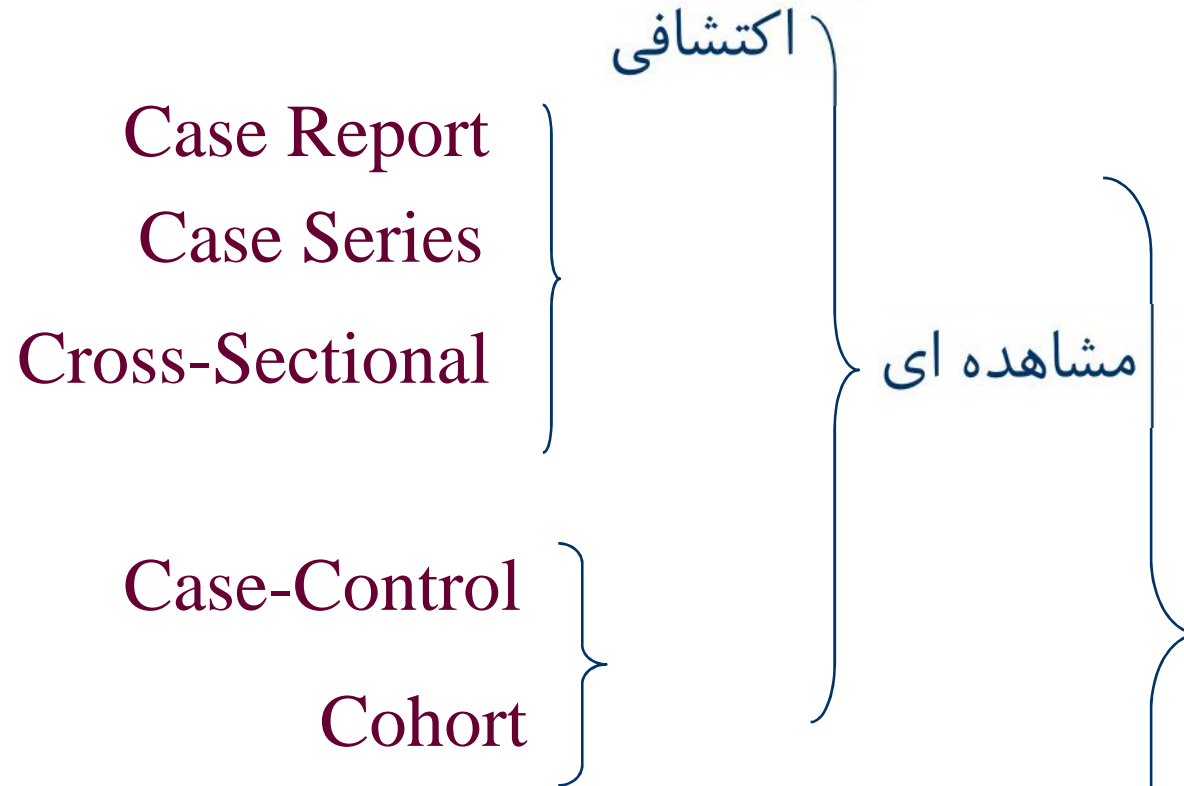 اکتشافی
Case Report
Case Series
Cross-Sectional
مشاهده ای
Case-Control
Cohort